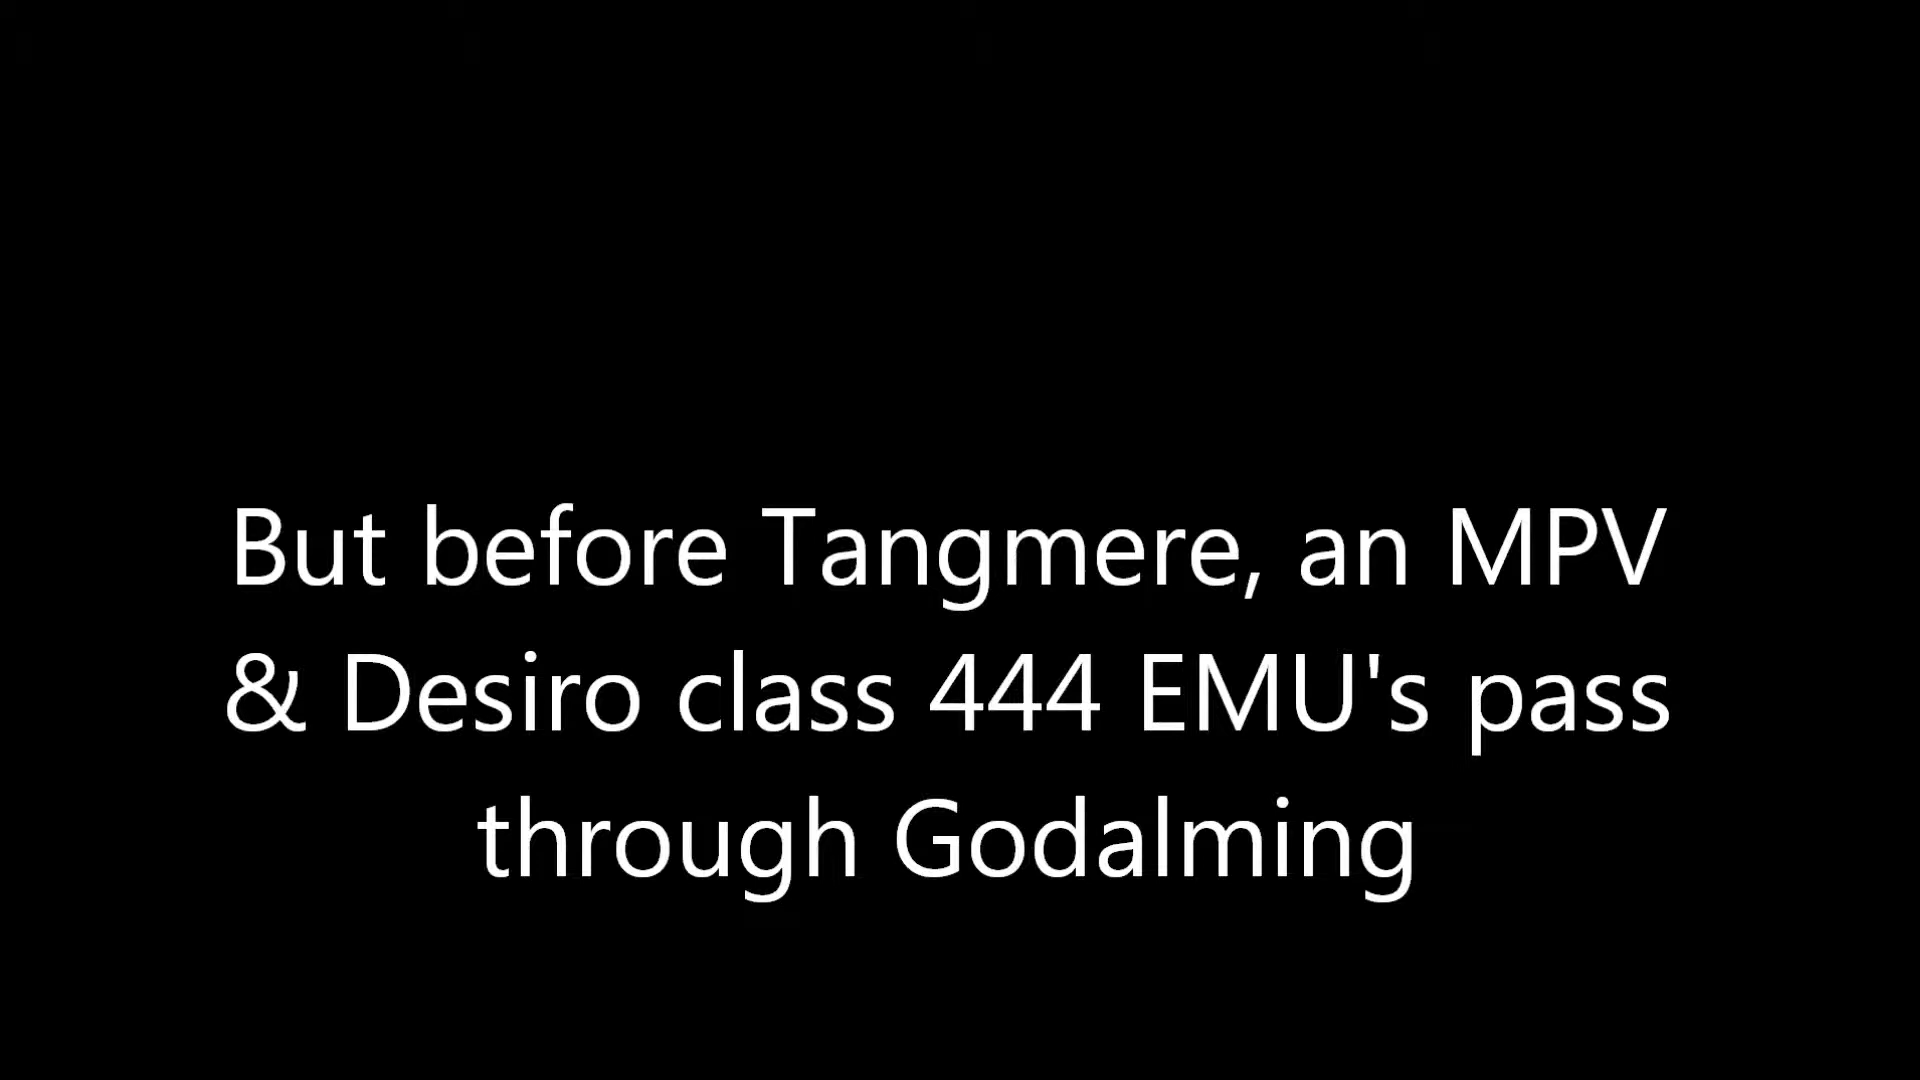 But before Tangmere, an MPV
& Desiro class 444 EMU's pass
through Godalming